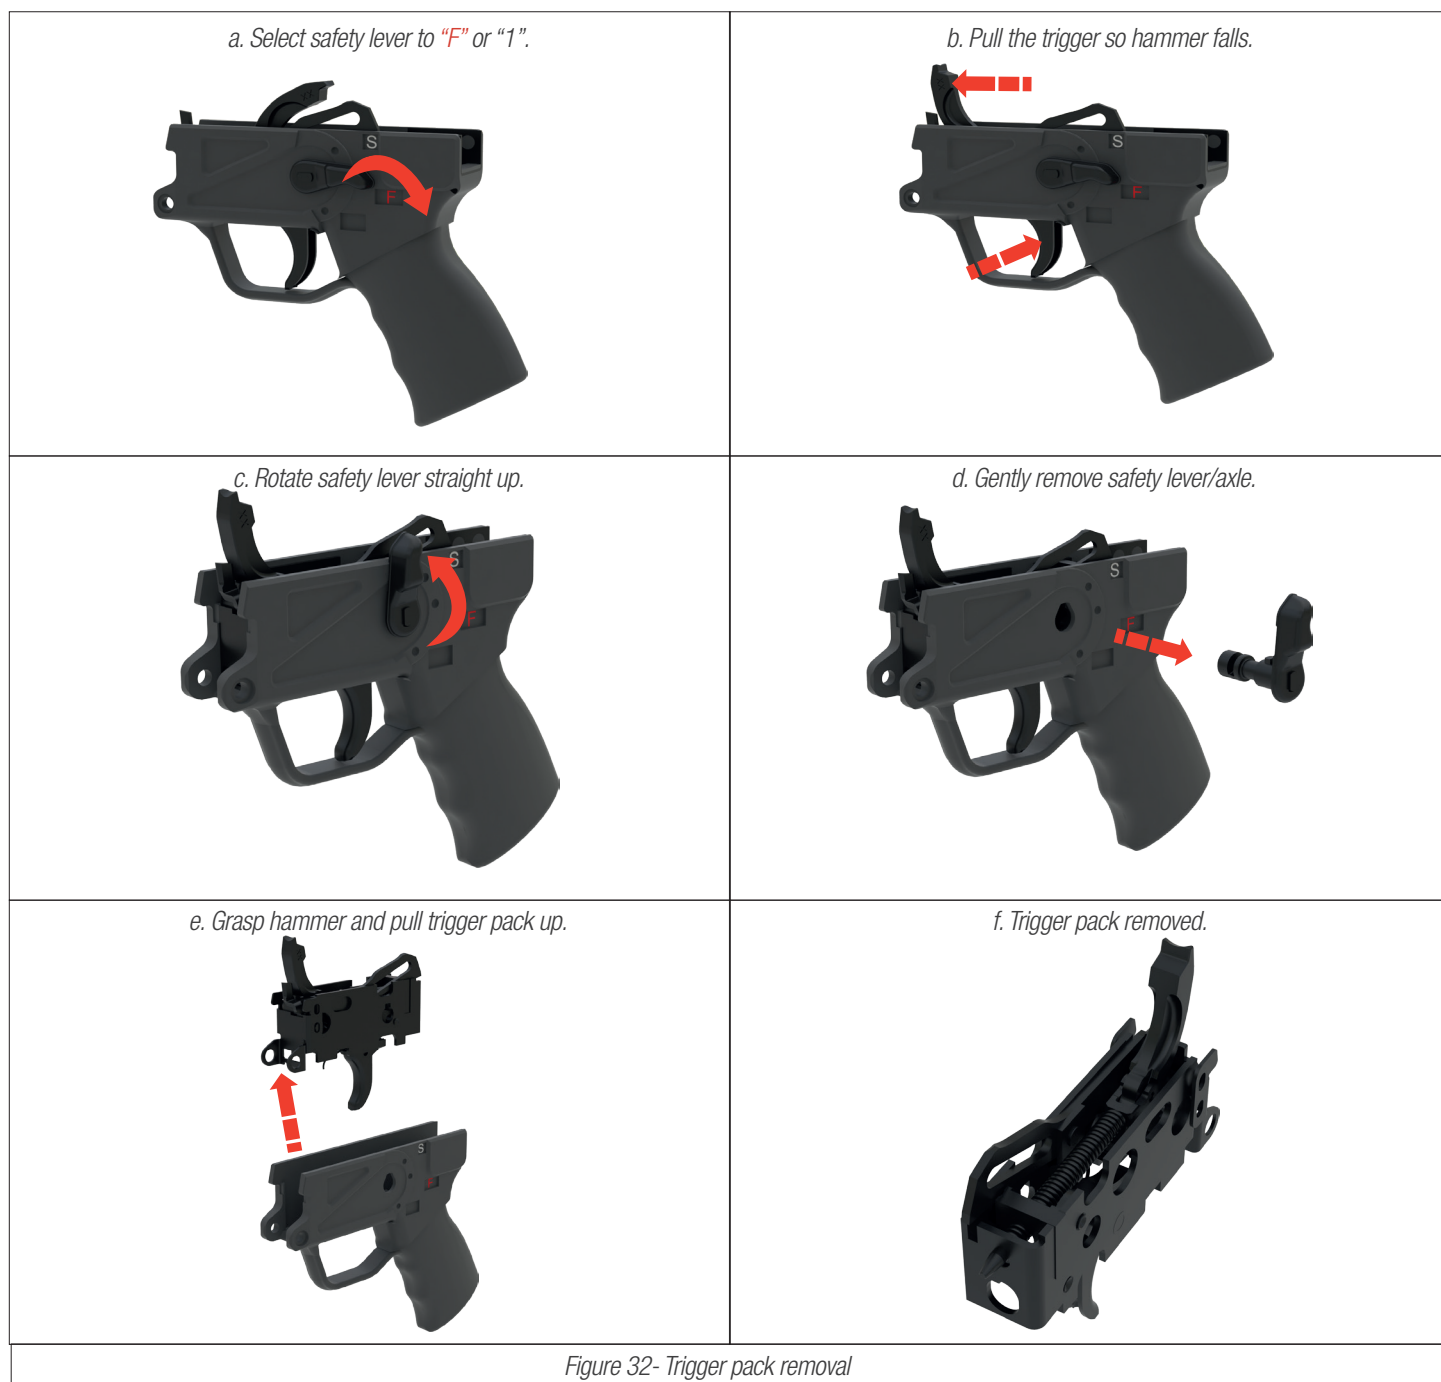 a. Select safety lever to “F” or “1”.
S
F
b. Pull the trigger so hammer falls.
S
F
c. Rotate safety lever straight up.
S
F
d. Gently remove safety lever/axle.
S
F
e. Grasp hammer and pull trigger pack up.
S
F
f. Trigger pack removed.
Figure 32- Trigger pack removal